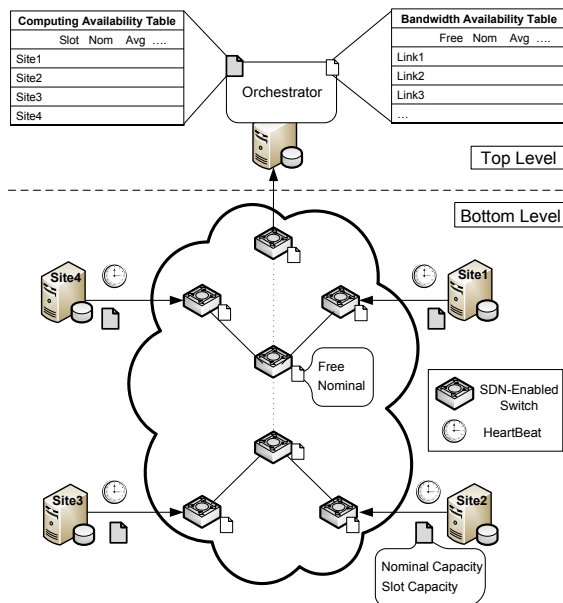 Computing Availability Table
Slot Nom Avg ….
Site1
Site2
Site3
Site4
Bandwidth Availability Table
Free Nom Avg ….
Link1
Link2
Link3
…
Orchestrator
Top Level
Bottom Level
Site4
Site1
Free
Nominal
SDN-Enabled
Switch
HeartBeat
Site3
Site2
Nominal Capacity
Slot Capacity